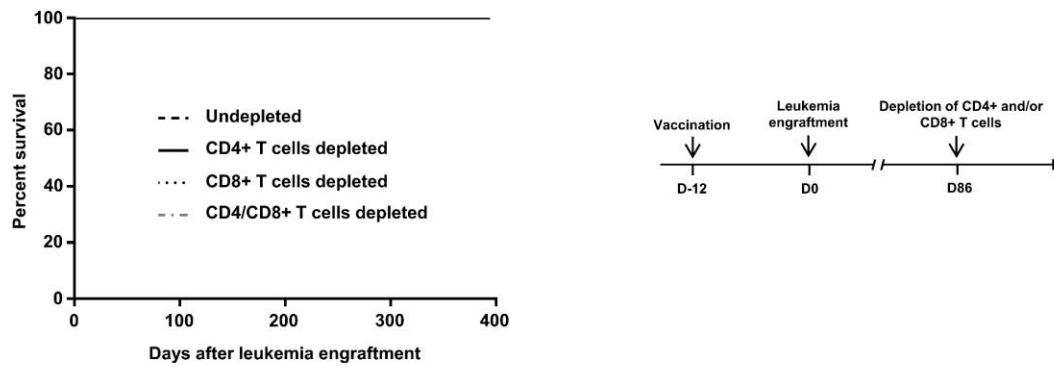 Percent survival
100
80
60
40
20
0
Undepleted
CD4+ T cells depleted
CD8+ T cells depleted
CD4/CD8+ T cells depleted
0
100
200
300
400
Days after leukemia engraftment
Vaccination
Leukemia
engraftment
Depletion of CD4+ and/or
CD8+ T cells
D-12
D0
D86